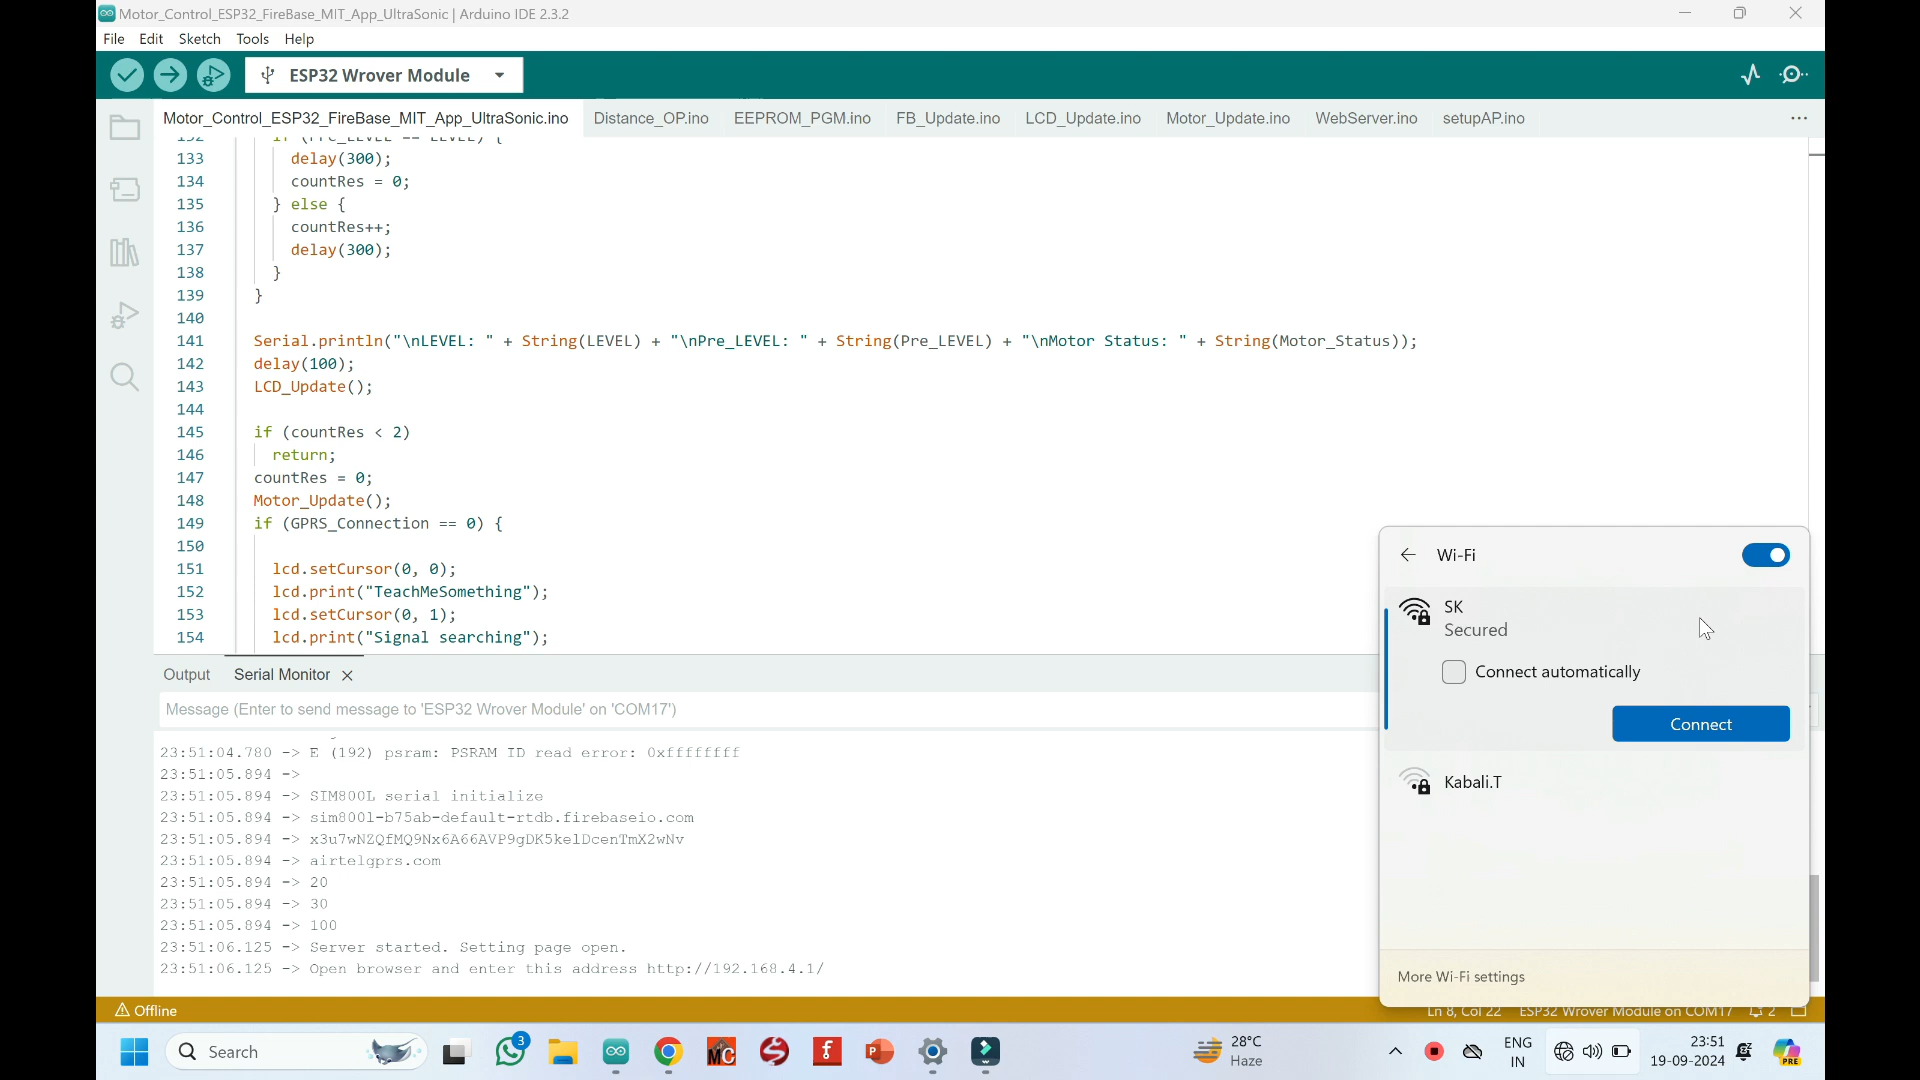 Motor_Control_ESP32_FireBase_MIT_App_UltraSonic | Arduino IDE 2.3.2
File Edit Sketch Tools Help
ESP32 Wrover Module
Motor_Control_ESP32_FireBase_MIT_App_UltraSonic.ino Distance_OP.ino EEPROM_PGM.ino FB_Update.ino LCD_Update.ino Motor_Update.ino WebServer.ino setupAP.ino ...
132 if (Pre_LEVEL == LEVEL) {
133 delay(300);
134 countRes = 0;
135 } else {
136 countRes++;
137 delay(300);
138 }
139 }
140
141 Serial.println("\nLEVEL: " + String(LEVEL) + "\nPre_LEVEL: " + String(Pre_LEVEL) + "\nMotor Status: " + String(Motor_Status));
142 delay(100);
143 LCD_Update();
144
145 if (countRes < 2)
146 return;
147 countRes = 0;
148 Motor_Update();
149 if (GPRS_Connection == 0) {
150
151 lcd.setCursor(0, 0);
152 lcd.print("TeachMeSomething");
153 lcd.setCursor(0, 1);
154 lcd.print("Signal searching");
Output Serial Monitor
Message (Enter to send message to 'ESP32 Wrover Module' on 'COM17')
23:51:04.780 -> E (192) psram: PSRAM ID read error: 0xffffffff
23:51:05.894 ->
23:51:05.894 -> SIM800L serial initialize
23:51:05.894 -> sim800l-b75ab-default-rtdb.firebaseio.com
23:51:05.894 -> x3u7wNZQfMQ9Nx6A66AVP9gDK5kelDcenTmX2wNv
23:51:05.894 -> airtelgprs.com
23:51:05.894 -> 20
23:51:05.894 -> 30
23:51:05.894 -> 100
23:51:06.125 -> Server started. Setting page open.
23:51:06.125 -> Open browser and enter this address http://192.168.4.1/
Wi-Fi
SK
Secured
Connect automatically
Connect
Kabali.T
More Wi-Fi settings
Offline
Ln 8, Col 22 ESP32 Wrover Module on COM17 2
Search
3
28°C
Haze
ENG
IN
23:51
19-09-2024
PRE